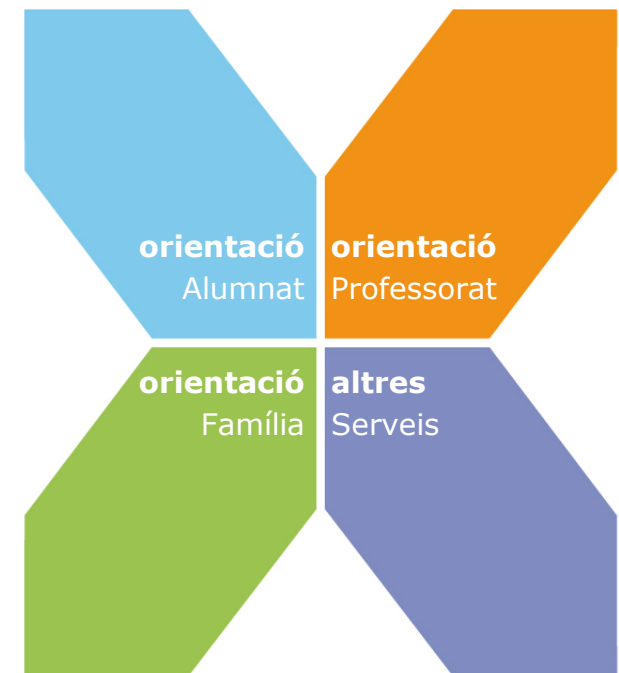 orientació
Alumnat
orientació
Professorat
orientació
Família
altres
Serveis